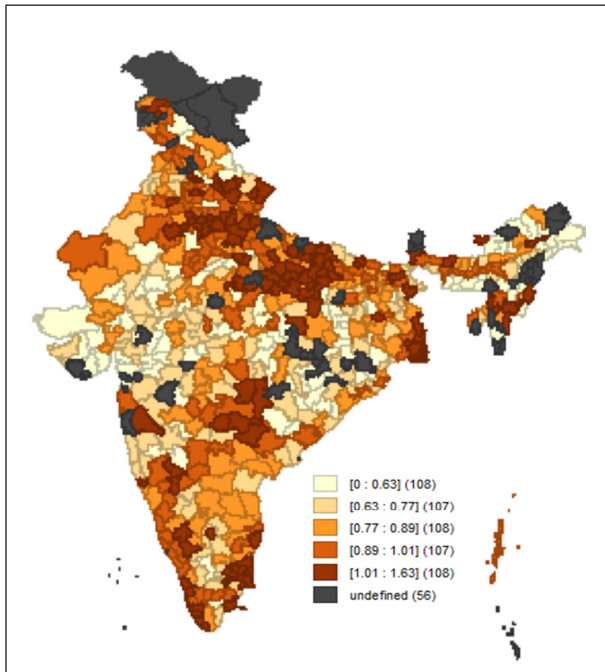 [0 : 0.63] (108)
[0.63 : 0.77] (107)
[0.77 : 0.89] (108)
[0.89 : 1.01] (107)
[1.01 : 1.63] (108)
undefined (56)